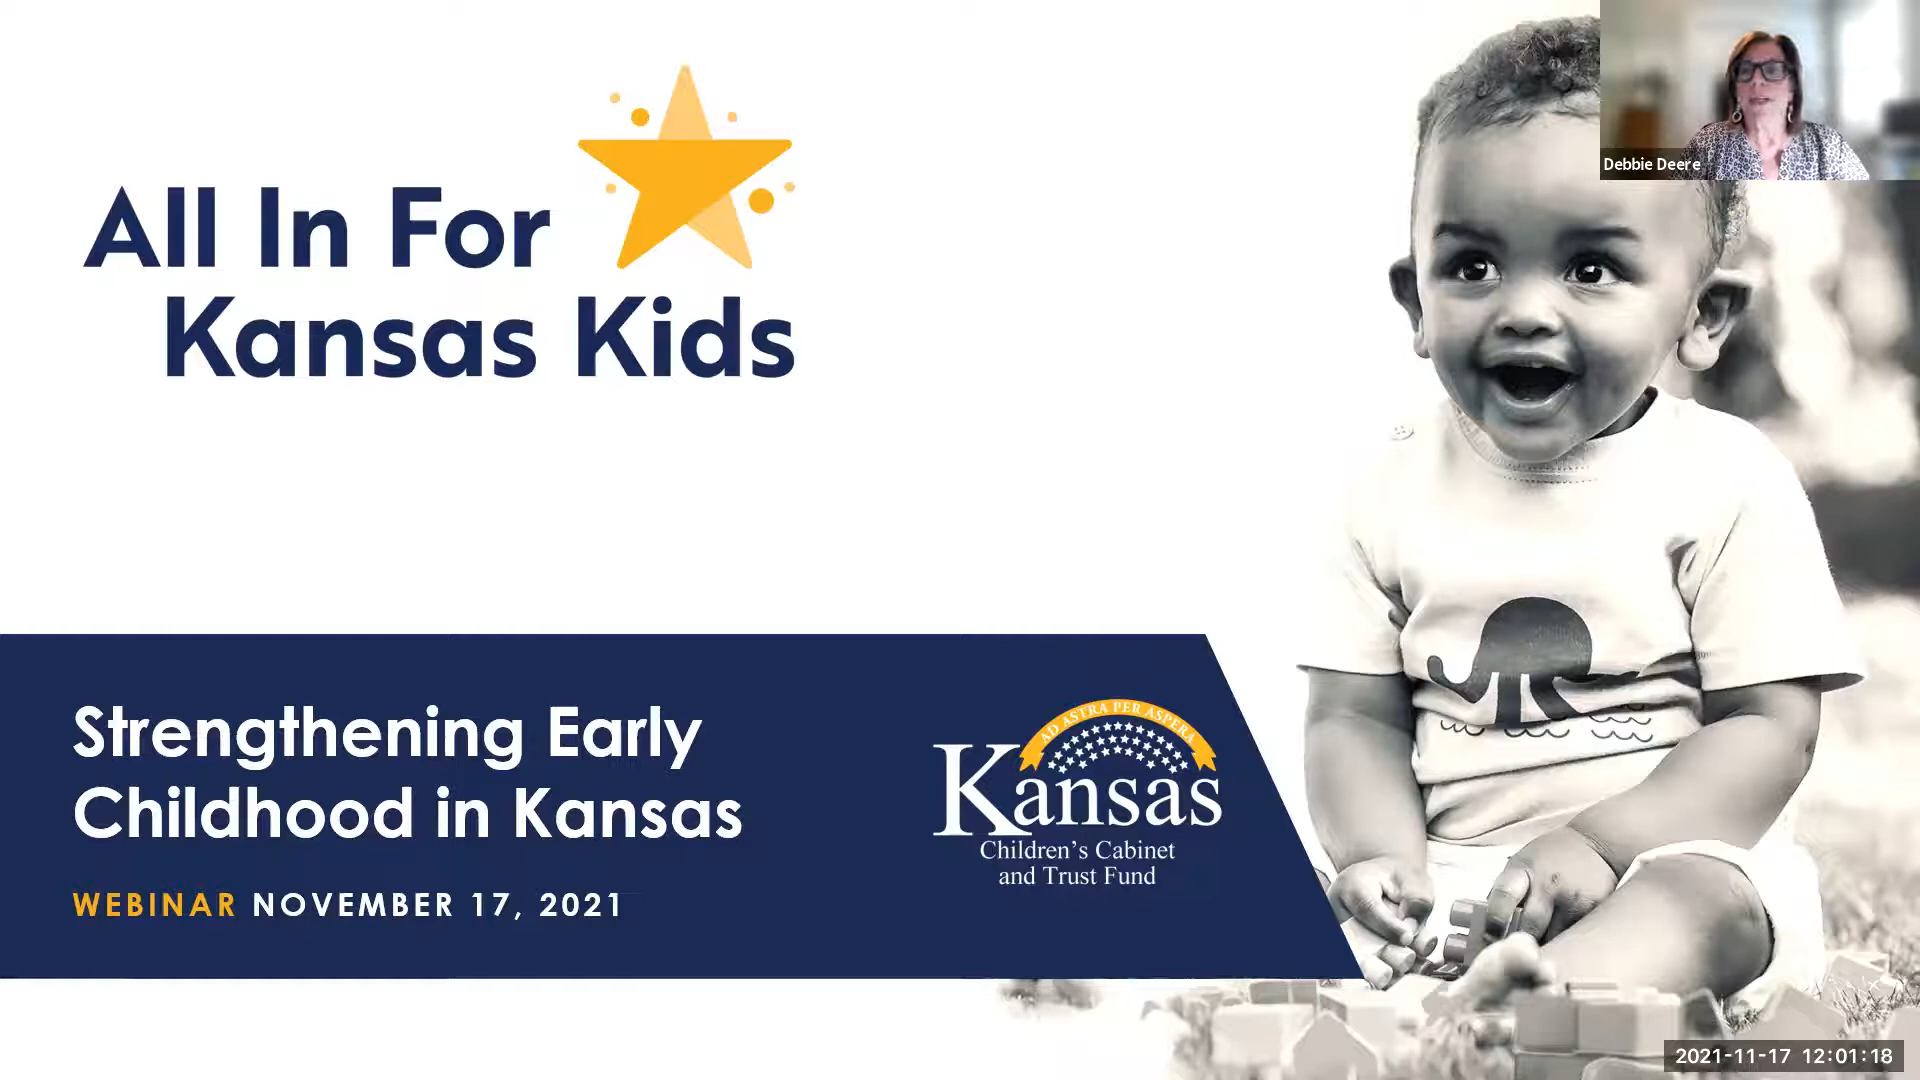 All In For
Kansas Kids
Debbie Deere
Strengthening Early
Childhood in Kansas
WEBINAR NOVEMBER 17, 2021
AD ASTRA PER ASPERA
Kansas
Children's Cabinet
and Trust Fund
2021-11-17 12:01:18